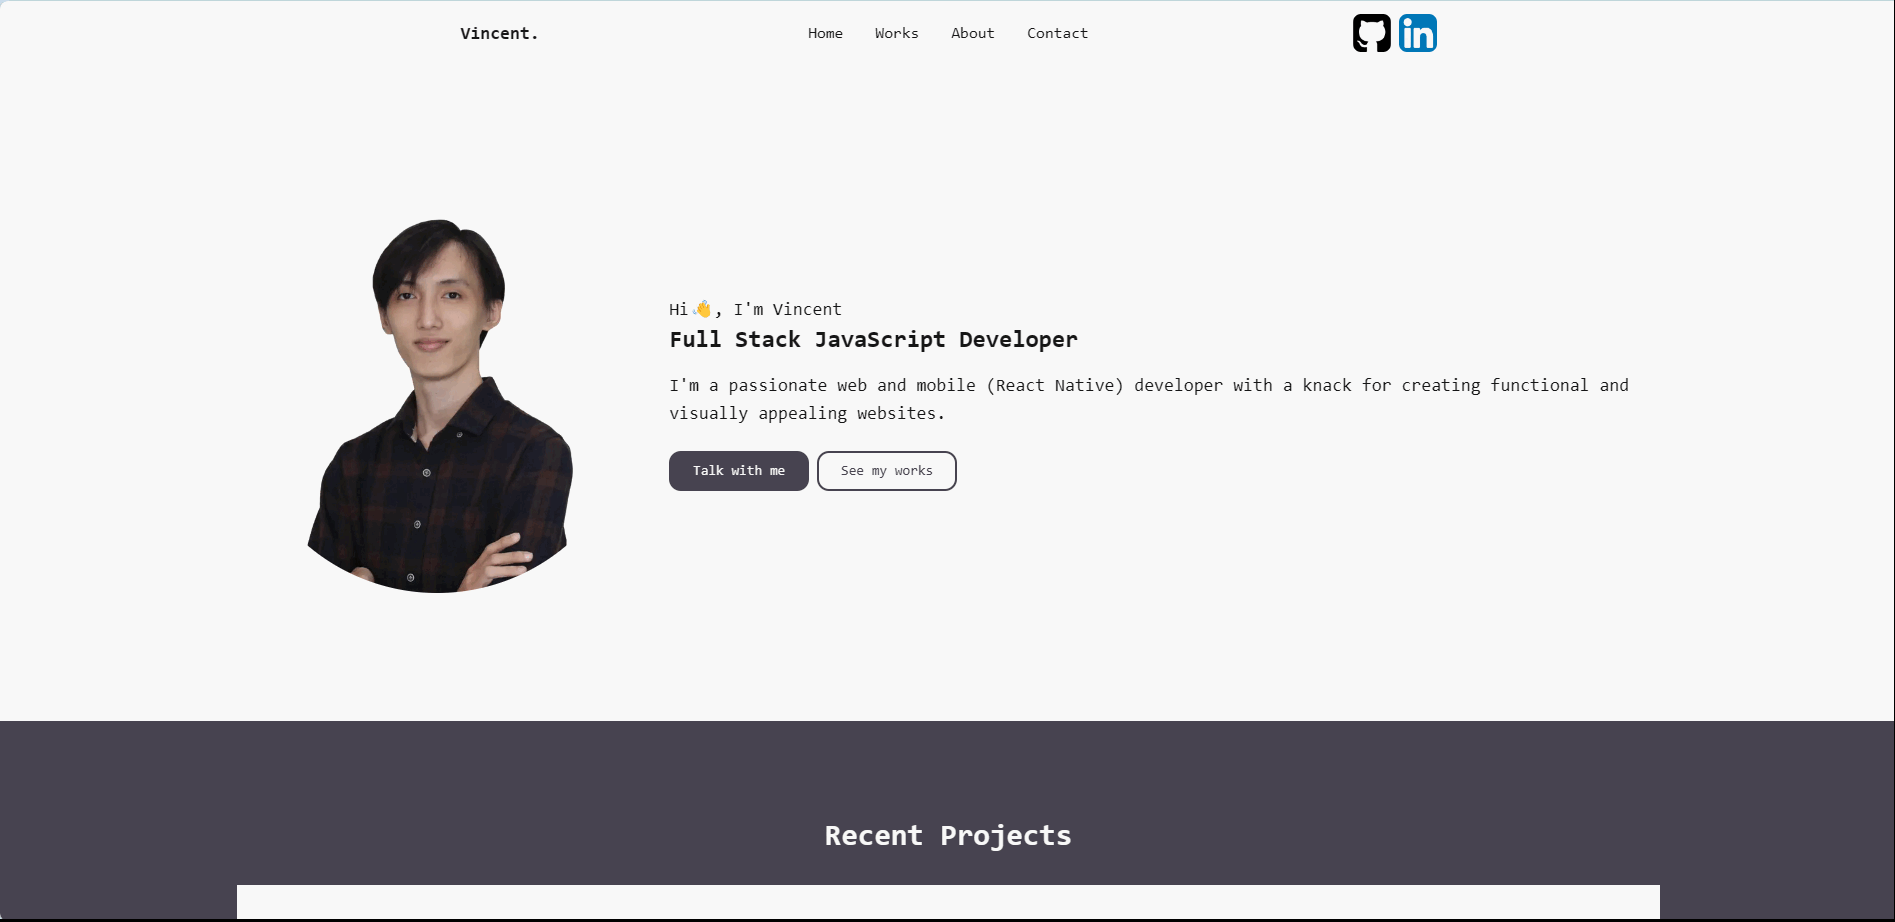 Vincent.
Home Works About Contact
in
Hi👋, I'm Vincent
Full Stack JavaScript Developer
I'm a passionate web and mobile (React Native) developer with a knack for creating functional and
visually appealing websites.
Talk with me See my works
Recent Projects